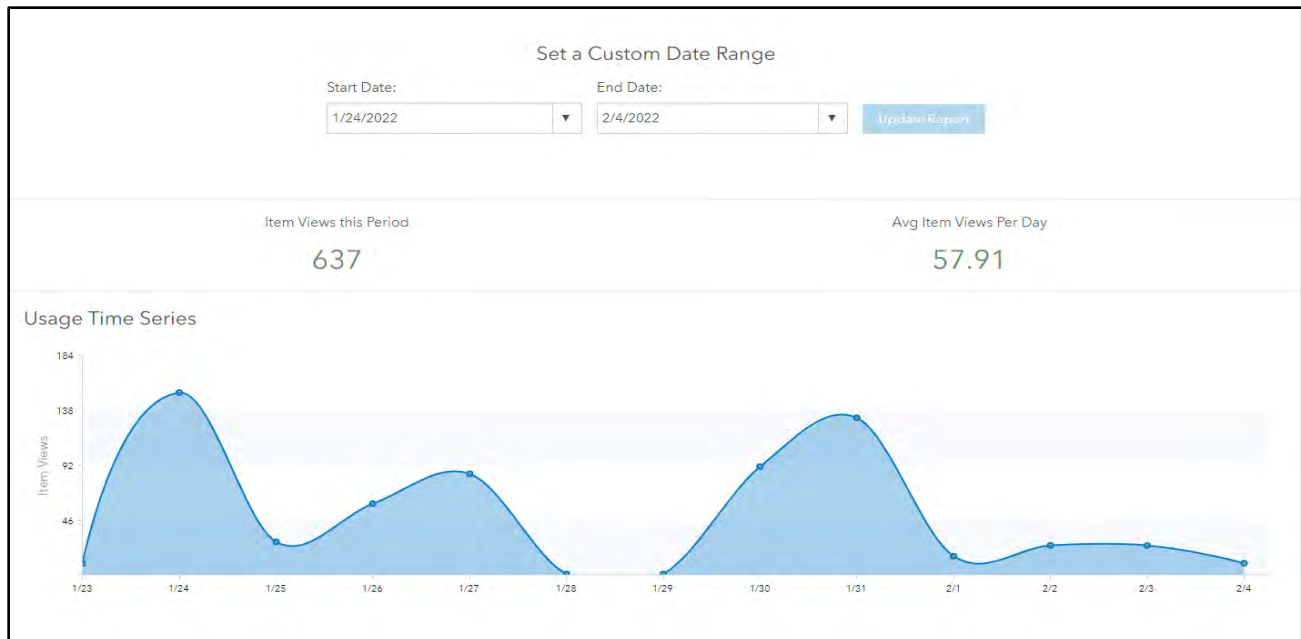 Set a Custom Date Range
Start Date: End Date:
1/24/2022 2/4/2022 Update Report
Item Views this Period Avg Item Views Per Day
637 57.91
Usage Time Series
184
138
92
46
Item Views
1/23 1/24 1/25 1/26 1/27 1/28 1/29 1/30 1/31 2/1 2/2 2/3 2/4